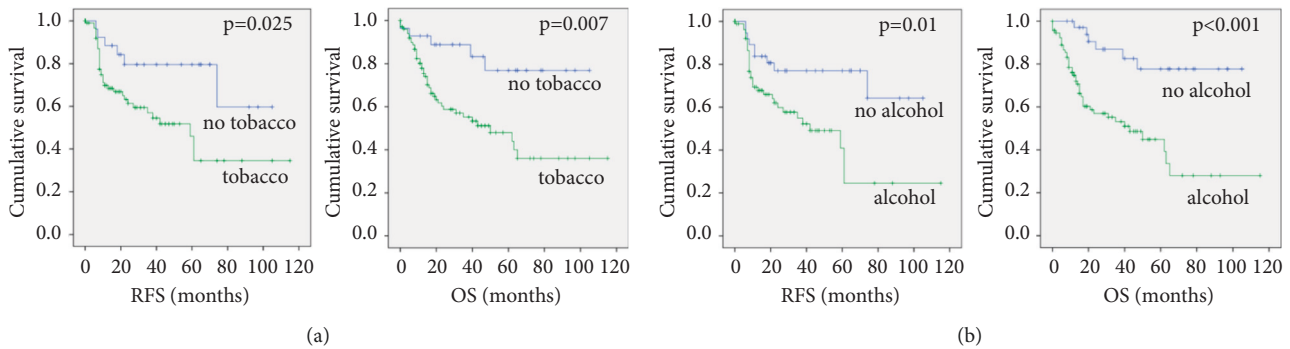 Cumulative survival
1.0
0.8
0.6
0.4
0.2
0.0
p=0.025
no tobacco
tobacco
0 20 40 60 80 100 120
RFS (months)
Cumulative survival
1.0
0.8
0.6
0.4
0.2
0.0
p=0.007
no tobacco
tobacco
0 20 40 60 80 100 120
OS (months)
(a)
Cumulative survival
1.0
0.8
0.6
0.4
0.2
0.0
p=0.01
no alcohol
alcohol
0 20 40 60 80 100 120
RFS (months)
Cumulative survival
1.0
0.8
0.6
0.4
0.2
0.0
p<0.001
no alcohol
alcohol
0 20 40 60 80 100 120
OS (months)
(b)